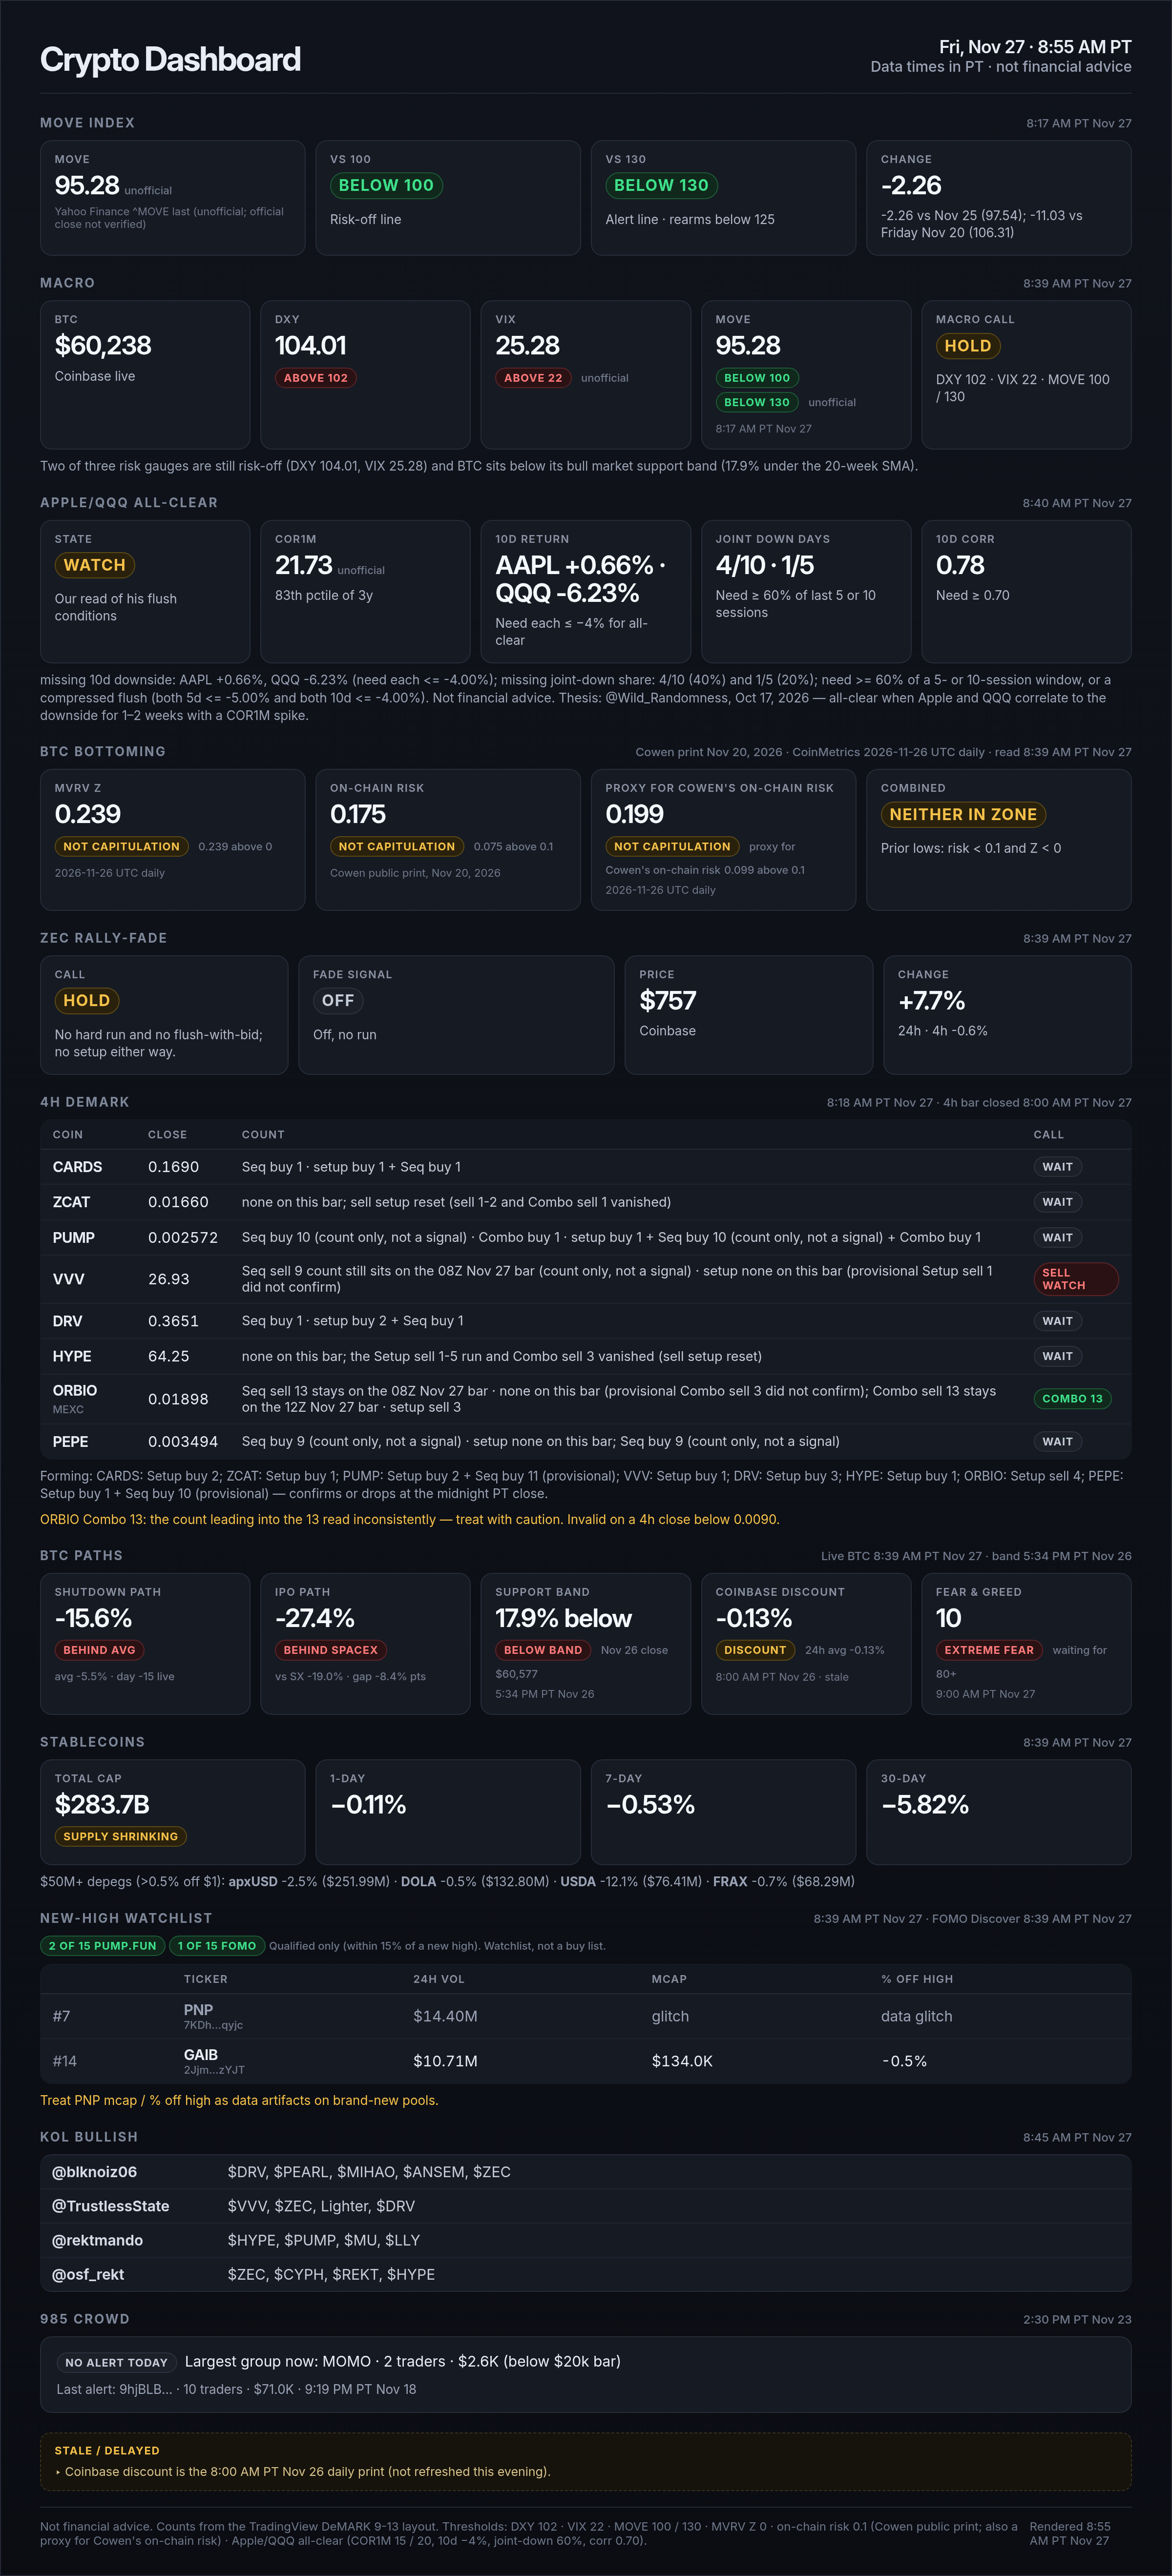 Crypto Dashboard
Fri, Nov 27 · 8:55 AM PT
Data times in PT · not financial advice
MOVE INDEX
8:17 AM PT Nov 27
MOVE
95.28 unofficial
Yahoo Finance ^MOVE last (unofficial; official
close not verified)
VS 100
BELOW 100
Risk-off line
VS 130
BELOW 130
Alert line · rearms below 125
CHANGE
-2.26
-2.26 vs Nov 25 (97.54); -11.03 vs
Friday Nov 20 (106.31)
MACRO
8:39 AM PT Nov 27
BTC
$60,238
Coinbase live
DXY
104.01
ABOVE 102
VIX
25.28
ABOVE 22 unofficial
MOVE
95.28
BELOW 100
BELOW 130 unofficial
8:17 AM PT Nov 27
MACRO CALL
HOLD
DXY 102 · VIX 22 · MOVE 100
/ 130
Two of three risk gauges are still risk-off (DXY 104.01, VIX 25.28) and BTC sits below its bull market support band (17.9% under the 20-week SMA).
APPLE/QQQ ALL-CLEAR
8:40 AM PT Nov 27
STATE
WATCH
Our read of his flush
conditions
COR1M
21.73 unofficial
83th pctile of 3y
10D RETURN
AAPL +0.66% ·
QQQ -6.23%
Need each ≤ −4% for all-
clear
JOINT DOWN DAYS
4/10 · 1/5
Need ≥ 60% of last 5 or 10
sessions
10D CORR
0.78
Need ≥ 0.70
missing 10d downside: AAPL +0.66%, QQQ -6.23% (need each <= -4.00%); missing joint-down share: 4/10 (40%) and 1/5 (20%); need >= 60% of a 5- or 10-session window, or a
compressed flush (both 5d <= -5.00% and both 10d <= -4.00%). Not financial advice. Thesis: @Wild_Randomness, Oct 17, 2026 — all-clear when Apple and QQQ correlate to the
downside for 1–2 weeks with a COR1M spike.
BTC BOTTOMING
Cowen print Nov 20, 2026 · CoinMetrics 2026-11-26 UTC daily · read 8:39 AM PT Nov 27
MVRV Z
0.239
NOT CAPITULATION 0.239 above 0
2026-11-26 UTC daily
ON-CHAIN RISK
0.175
NOT CAPITULATION 0.075 above 0.1
Cowen public print, Nov 20, 2026
PROXY FOR COWEN'S ON-CHAIN RISK
0.199
NOT CAPITULATION proxy for
Cowen's on-chain risk 0.099 above 0.1
2026-11-26 UTC daily
COMBINED
NEITHER IN ZONE
Prior lows: risk < 0.1 and Z < 0
ZEC RALLY-FADE
8:39 AM PT Nov 27
CALL
HOLD
No hard run and no flush-with-bid;
no setup either way.
FADE SIGNAL
OFF
Off, no run
PRICE
$757
Coinbase
CHANGE
+7.7%
24h · 4h -0.6%
4H DEMARK
8:18 AM PT Nov 27 · 4h bar closed 8:00 AM PT Nov 27
COIN CLOSE COUNT CALL
CARDS 0.1690 Seq buy 1 · setup buy 1 + Seq buy 1 WAIT
ZCAT 0.01660 none on this bar; sell setup reset (sell 1-2 and Combo sell 1 vanished) WAIT
PUMP 0.002572 Seq buy 10 (count only, not a signal) · Combo buy 1 · setup buy 1 + Seq buy 10 (count only, not a signal) + Combo buy 1 WAIT
VVV 26.93 Seq sell 9 count still sits on the 08Z Nov 27 bar (count only, not a signal) · setup none on this bar (provisional Setup sell 1
did not confirm)
SELL
WATCH
DRV 0.3651 Seq buy 1 · setup buy 2 + Seq buy 1 WAIT
HYPE 64.25 none on this bar; the Setup sell 1-5 run and Combo sell 3 vanished (sell setup reset) WAIT
ORBIO
MEXC
0.01898 Seq sell 13 stays on the 08Z Nov 27 bar · none on this bar (provisional Combo sell 3 did not confirm); Combo sell 13 stays
on the 12Z Nov 27 bar · setup sell 3
COMBO 13
PEPE 0.003494 Seq buy 9 (count only, not a signal) · setup none on this bar; Seq buy 9 (count only, not a signal) WAIT
Forming: CARDS: Setup buy 2; ZCAT: Setup buy 1; PUMP: Setup buy 2 + Seq buy 11 (provisional); VVV: Setup buy 1; DRV: Setup buy 3; HYPE: Setup buy 1; ORBIO: Setup sell 4; PEPE:
Setup buy 1 + Seq buy 10 (provisional) — confirms or drops at the midnight PT close.
ORBIO Combo 13: the count leading into the 13 read inconsistently — treat with caution. Invalid on a 4h close below 0.0090.
BTC PATHS
Live BTC 8:39 AM PT Nov 27 · band 5:34 PM PT Nov 26
SHUTDOWN PATH
-15.6%
BEHIND AVG
avg -5.5% · day -15 live
IPO PATH
-27.4%
BEHIND SPACEX
vs SX -19.0% · gap -8.4% pts
SUPPORT BAND
17.9% below
BELOW BAND Nov 26 close
$60,577
5:34 PM PT Nov 26
COINBASE DISCOUNT
-0.13%
DISCOUNT 24h avg -0.13%
8:00 AM PT Nov 26 · stale
FEAR & GREED
10
EXTREME FEAR waiting for
80+
9:00 AM PT Nov 27
STABLECOINS
8:39 AM PT Nov 27
TOTAL CAP
$283.7B
SUPPLY SHRINKING
1-DAY
−0.11%
7-DAY
−0.53%
30-DAY
−5.82%
$50M+ depegs (>0.5% off $1): apxUSD -2.5% ($251.99M) · DOLA -0.5% ($132.80M) · USDA -12.1% ($76.41M) · FRAX -0.7% ($68.29M)
NEW-HIGH WATCHLIST
8:39 AM PT Nov 27 · FOMO Discover 8:39 AM PT Nov 27
2 OF 15 PUMP.FUN 1 OF 15 FOMO Qualified only (within 15% of a new high). Watchlist, not a buy list.
TICKER 24H VOL MCAP % OFF HIGH
#7 PNP $14.40M glitch data glitch
7KDh...qyjc
#14 GAIB $10.71M $134.0K -0.5%
2Jjm...zYJT
Treat PNP mcap / % off high as data artifacts on brand-new pools.
KOL BULLISH
8:45 AM PT Nov 27
@blknoiz06 $DRV, $PEARL, $MIHAO, $ANSEM, $ZEC
@TrustlessState $VVV, $ZEC, Lighter, $DRV
@rektmando $HYPE, $PUMP, $MU, $LLY
@osf_rekt $ZEC, $CYPH, $REKT, $HYPE
985 CROWD
2:30 PM PT Nov 23
NO ALERT TODAY Largest group now: MOMO · 2 traders · $2.6K (below $20k bar)
Last alert: 9hjBLB... · 10 traders · $71.0K · 9:19 PM PT Nov 18
STALE / DELAYED
‣ Coinbase discount is the 8:00 AM PT Nov 26 daily print (not refreshed this evening).
Not financial advice. Counts from the TradingView DeMARK 9-13 layout. Thresholds: DXY 102 · VIX 22 · MOVE 100 / 130 · MVRV Z 0 · on-chain risk 0.1 (Cowen public print; also a
proxy for Cowen's on-chain risk) · Apple/QQQ all-clear (COR1M 15 / 20, 10d −4%, joint-down 60%, corr 0.70).
Rendered 8:55
AM PT Nov 27